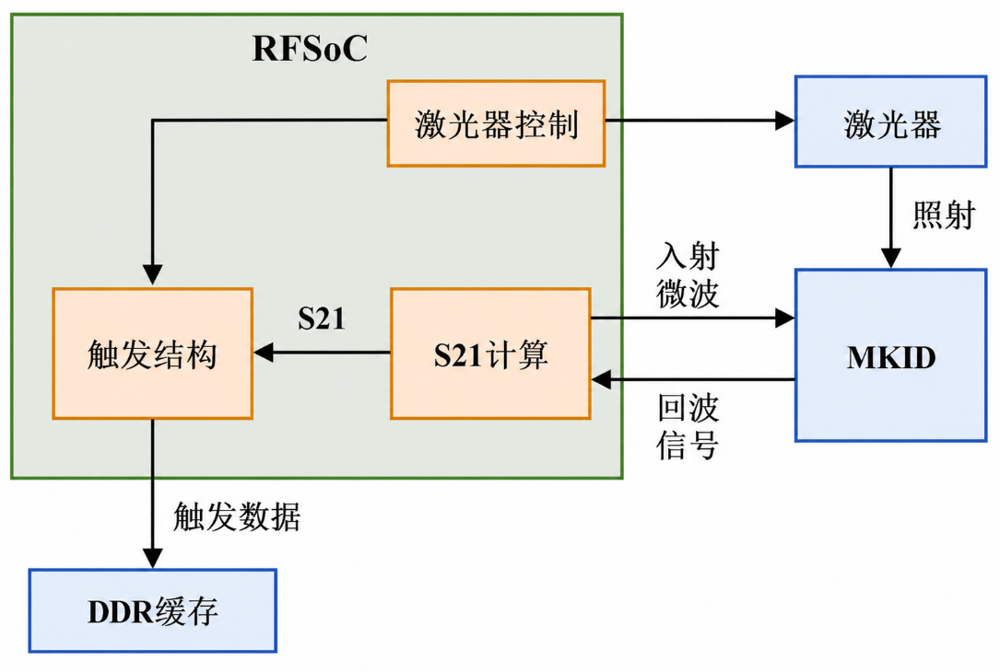 RFSoC
激光器控制
激光器
照射
入射
微波
触发结构
S21
S21计算
MKID
回波
信号
触发数据
DDR缓存